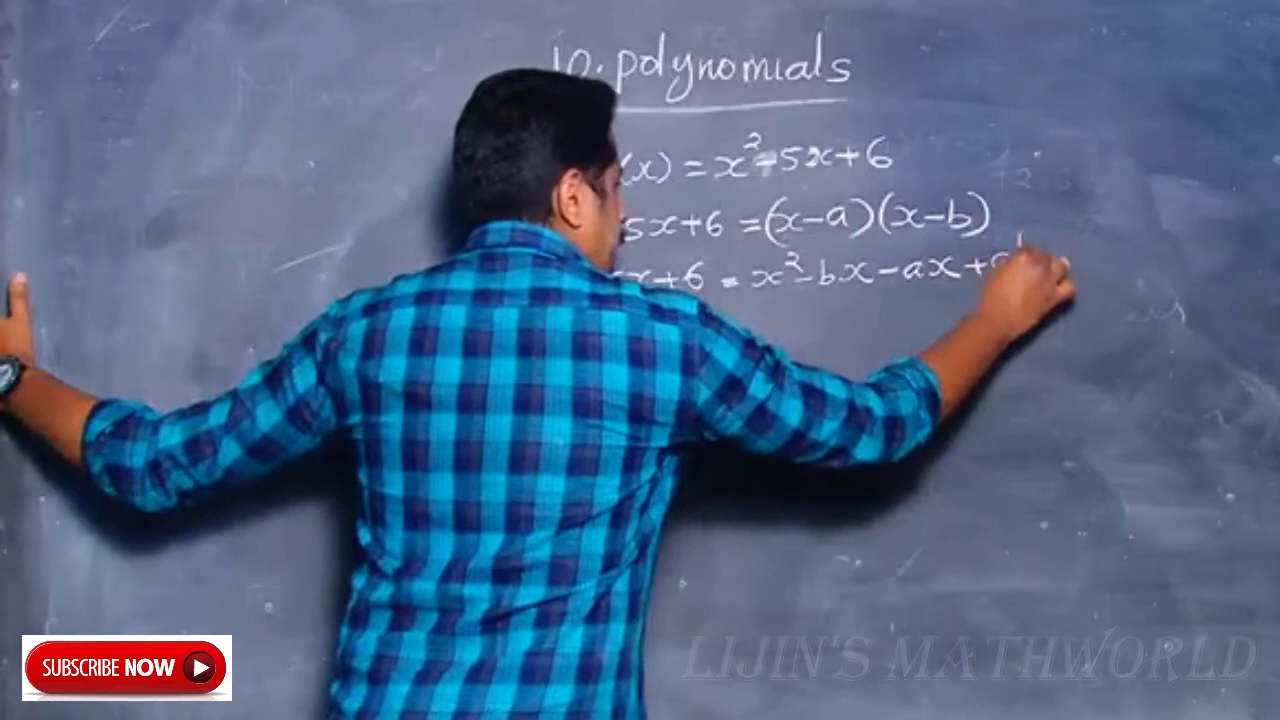 10. polynomials
(x) = x²-5x+6
5x+6 = (x-a)(x-b)
x+6 = x²-bx-ax+
SUBSCRIBE NOW
LIJIN'S MATHWORLD